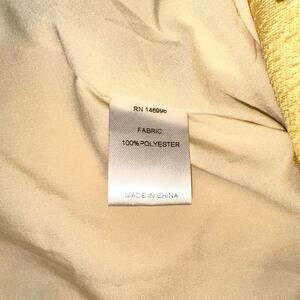 RN 146996
FABRIC
100%POLYESTER
MADE IN CHINA